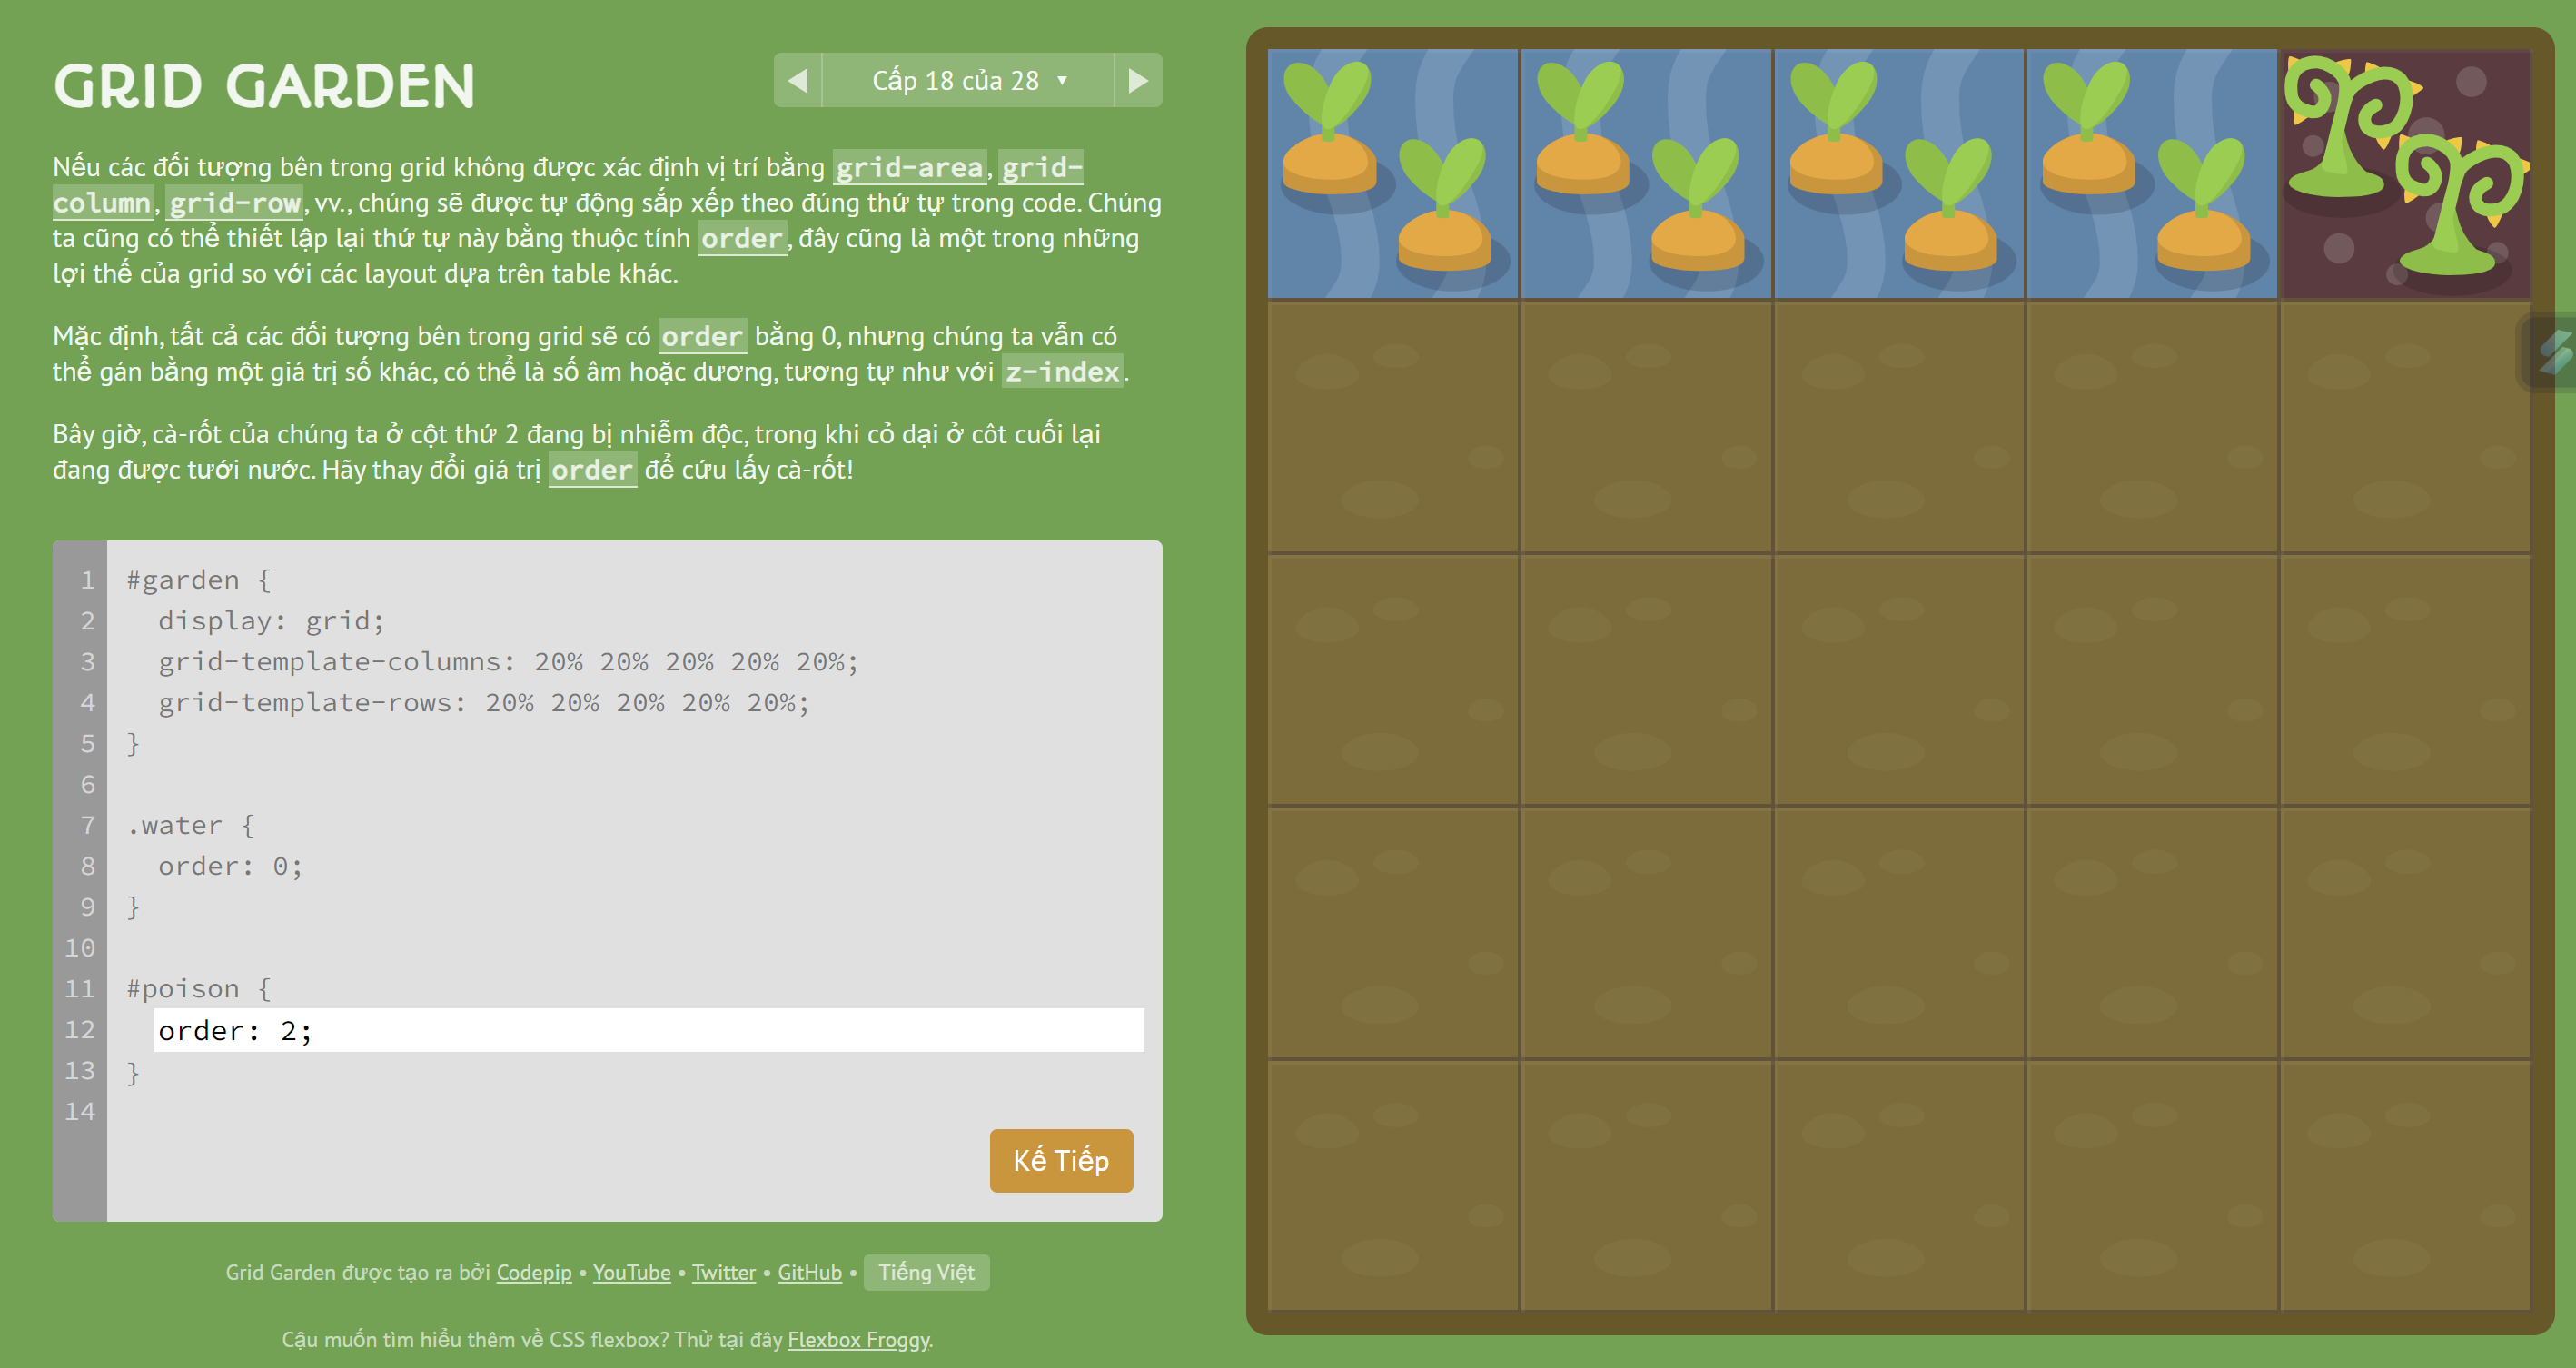 GRID GARDEN
Cấp 18 của 28 ▼
Nếu các đối tượng bên trong grid không được xác định vị trí bằng grid-area, grid-
column, grid-row, vv., chúng sẽ được tự động sắp xếp theo đúng thứ tự trong code. Chúng
ta cũng có thể thiết lập lại thứ tự này bằng thuộc tính order, đây cũng là một trong những
lợi thế của grid so với các layout dựa trên table khác.
Mặc định, tất cả các đối tượng bên trong grid sẽ có order bằng 0, nhưng chúng ta vẫn có
thể gán bằng một giá trị số khác, có thể là số âm hoặc dương, tương tự như với z-index.
Bây giờ, cà-rốt của chúng ta ở cột thứ 2 đang bị nhiễm độc, trong khi cỏ dại ở côt cuối lại
đang được tưới nước. Hãy thay đổi giá trị order để cứu lấy cà-rốt!
1 #garden {
2   display: grid;
3   grid-template-columns: 20% 20% 20% 20% 20%;
4   grid-template-rows: 20% 20% 20% 20% 20%;
5 }
6
7 .water {
8   order: 0;
9 }
10
11 #poison {
12   order: 2;
13 }
14
Kế Tiếp
Grid Garden được tạo ra bởi Codepip • YouTube • Twitter • GitHub • Tiếng Việt
Cậu muốn tìm hiểu thêm về CSS flexbox? Thử tại đây Flexbox Froggy.